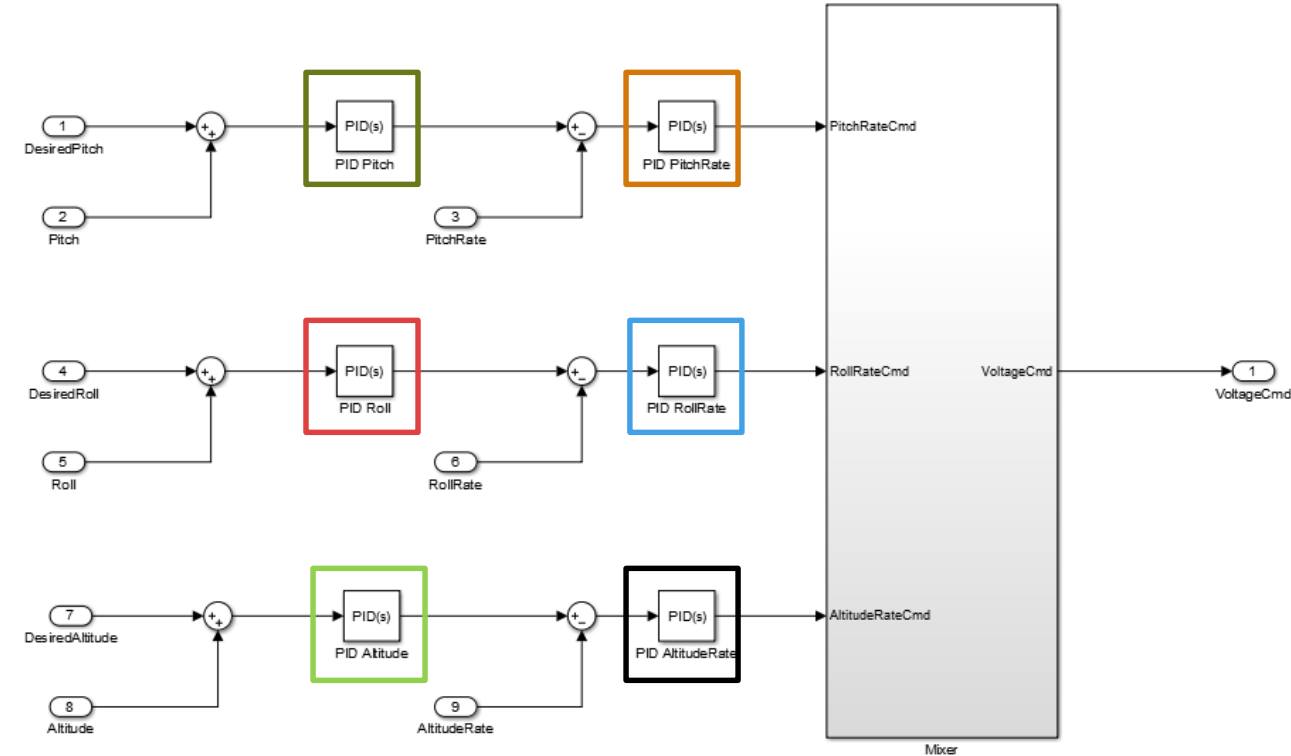 1
DesiredPitch
2
Pitch
PID(s)
PID Pitch
3
PitchRate
PID(s)
PID PitchRate
PitchRateCmd
4
DesiredRoll
5
Roll
PID(s)
PID Roll
6
RollRate
PID(s)
PID RollRate
RollRateCmd
VoltageCmd
1
VoltageCmd
7
DesiredAltitude
8
Altitude
PID(s)
PID Altitude
9
AltitudeRate
PID(s)
PID AltitudeRate
AltitudeRateCmd
Mixer